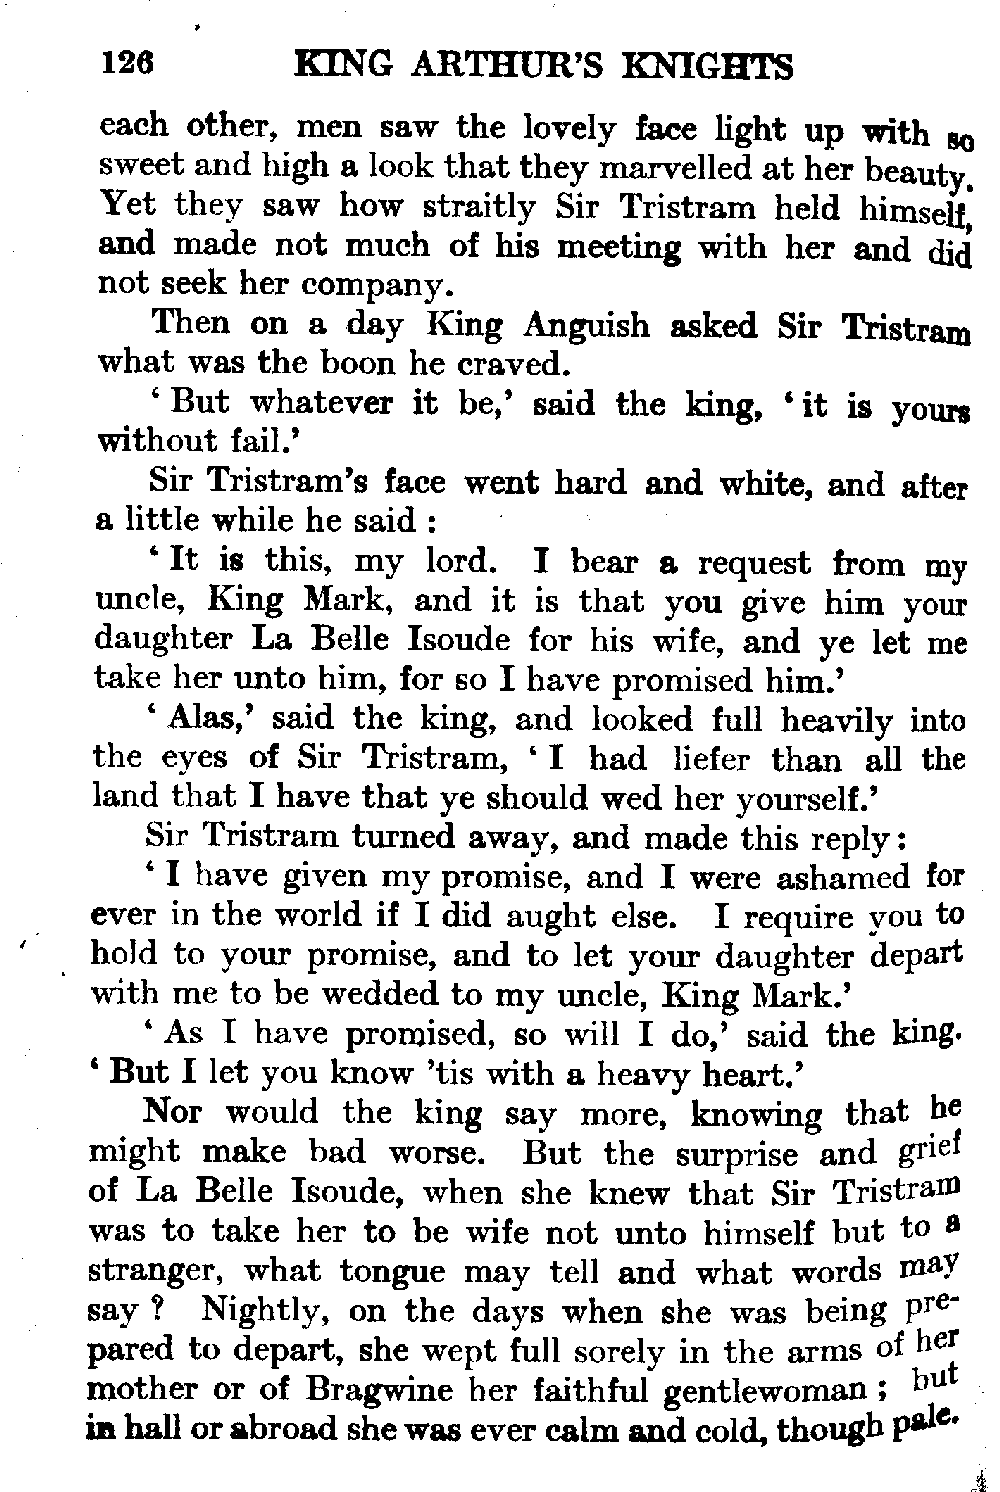 126 KING ARTHUR'S KNIGHTS
each other, men saw the lovely face light up with so
sweet and high a look that they marvelled at her beauty.
Yet they saw how straitly Sir Tristram held himself,
and made not much of his meeting with her and did
not seek her company.
Then on a day King Anguish asked Sir Tristram
what was the boon he craved.
‘ But whatever it be,’ said the king, ‘ it is yours
without fail.’
Sir Tristram's face went hard and white, and after
a little while he said :
‘ It is this, my lord. I bear a request from my
uncle, King Mark, and it is that you give him your
daughter La Belle Isoude for his wife, and ye let me
take her unto him, for so I have promised him.’
‘ Alas,’ said the king, and looked full heavily into
the eyes of Sir Tristram, ‘ I had liefer than all the
land that I have that ye should wed her yourself.’
Sir Tristram turned away, and made this reply :
‘ I have given my promise, and I were ashamed for
ever in the world if I did aught else. I require you to
hold to your promise, and to let your daughter depart
with me to be wedded to my uncle, King Mark.’
‘ As I have promised, so will I do,’ said the king.
‘ But I let you know ’tis with a heavy heart.’
Nor would the king say more, knowing that he
might make bad worse. But the surprise and grief
of La Belle Isoude, when she knew that Sir Tristram
was to take her to be wife not unto himself but to a
stranger, what tongue may tell and what words may
say ? Nightly, on the days when she was being pre-
pared to depart, she wept full sorely in the arms of her
mother or of Bragwine her faithful gentlewoman ; but
in hall or abroad she was ever calm and cold, though pale.